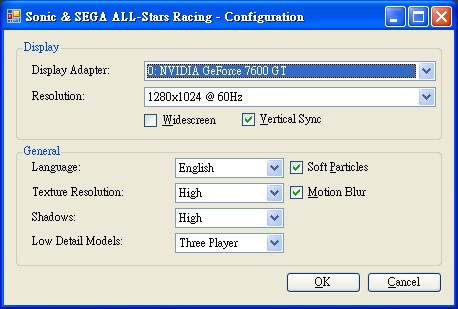 Sonic & SEGA ALL-Stars Racing - Configuration
Display
Display Adapter: 0: NVIDIA GeForce 7600 GT
Resolution: 1280x1024 @ 60Hz
Widescreen Vertical Sync
General
Language: English Soft Particles
Texture Resolution: High Motion Blur
Shadows: High
Low Detail Models: Three Player
OK Cancel